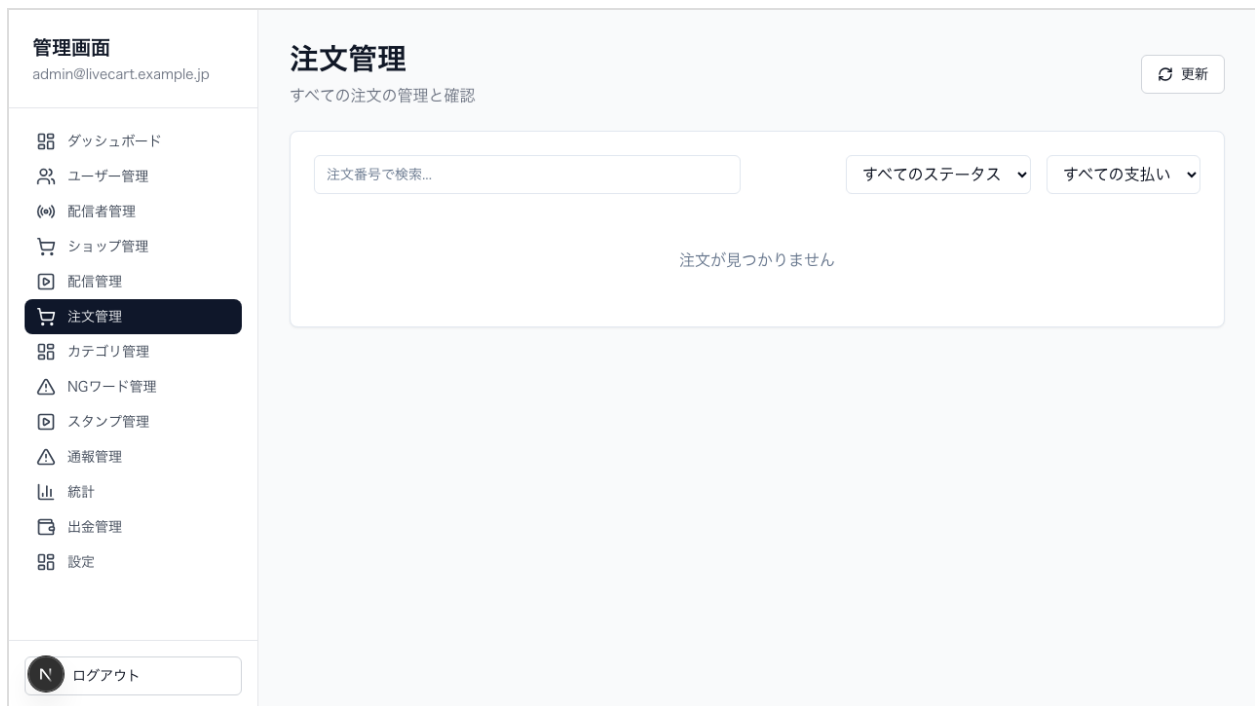 管理画面
admin@livecart.example.jp
ダッシュボード
ユーザー管理
配信者管理
ショップ管理
配信管理
注文管理
カテゴリ管理
NGワード管理
スタンプ管理
通報管理
統計
出金管理
設定
N ログアウト
注文管理
すべての注文の管理と確認
更新
注文番号で検索...
すべてのステータス
すべての支払い
注文が見つかりません